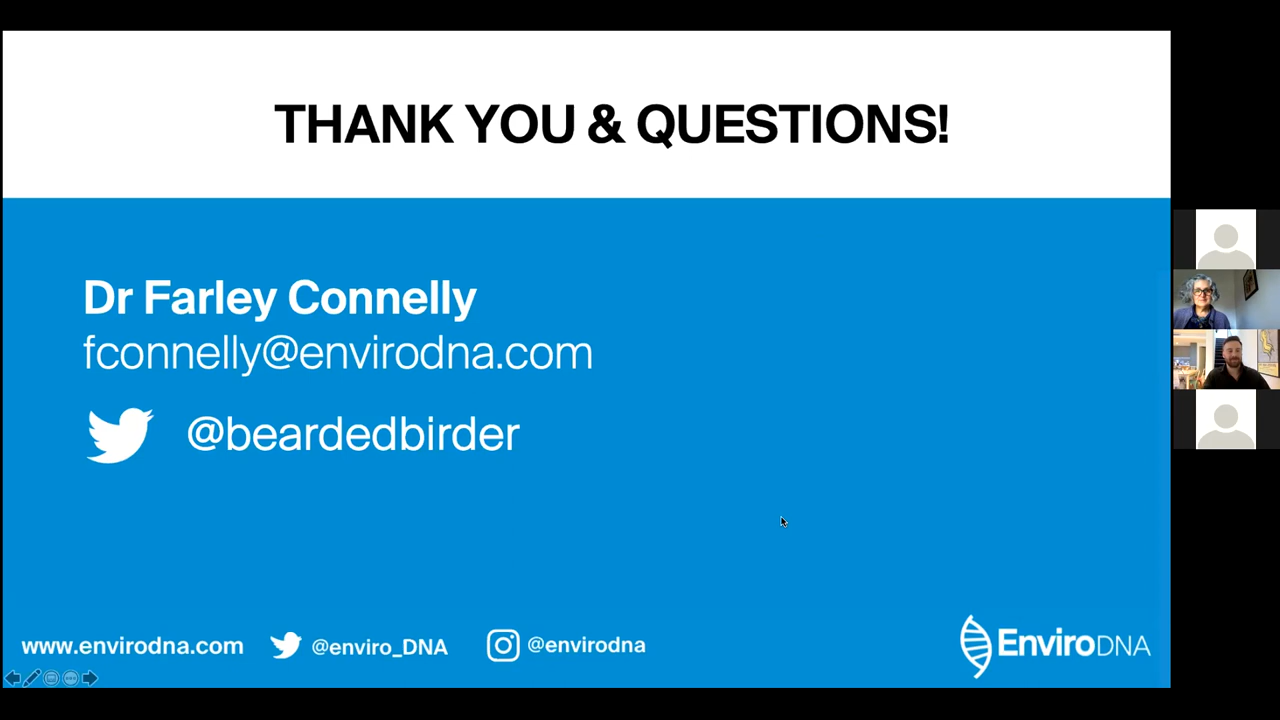 THANK YOU & QUESTIONS!
Dr Farley Connelly
fconnelly@envirodna.com
@beardedbirder
www.envirodna.com @enviro_DNA @envirodna EnviroDNA